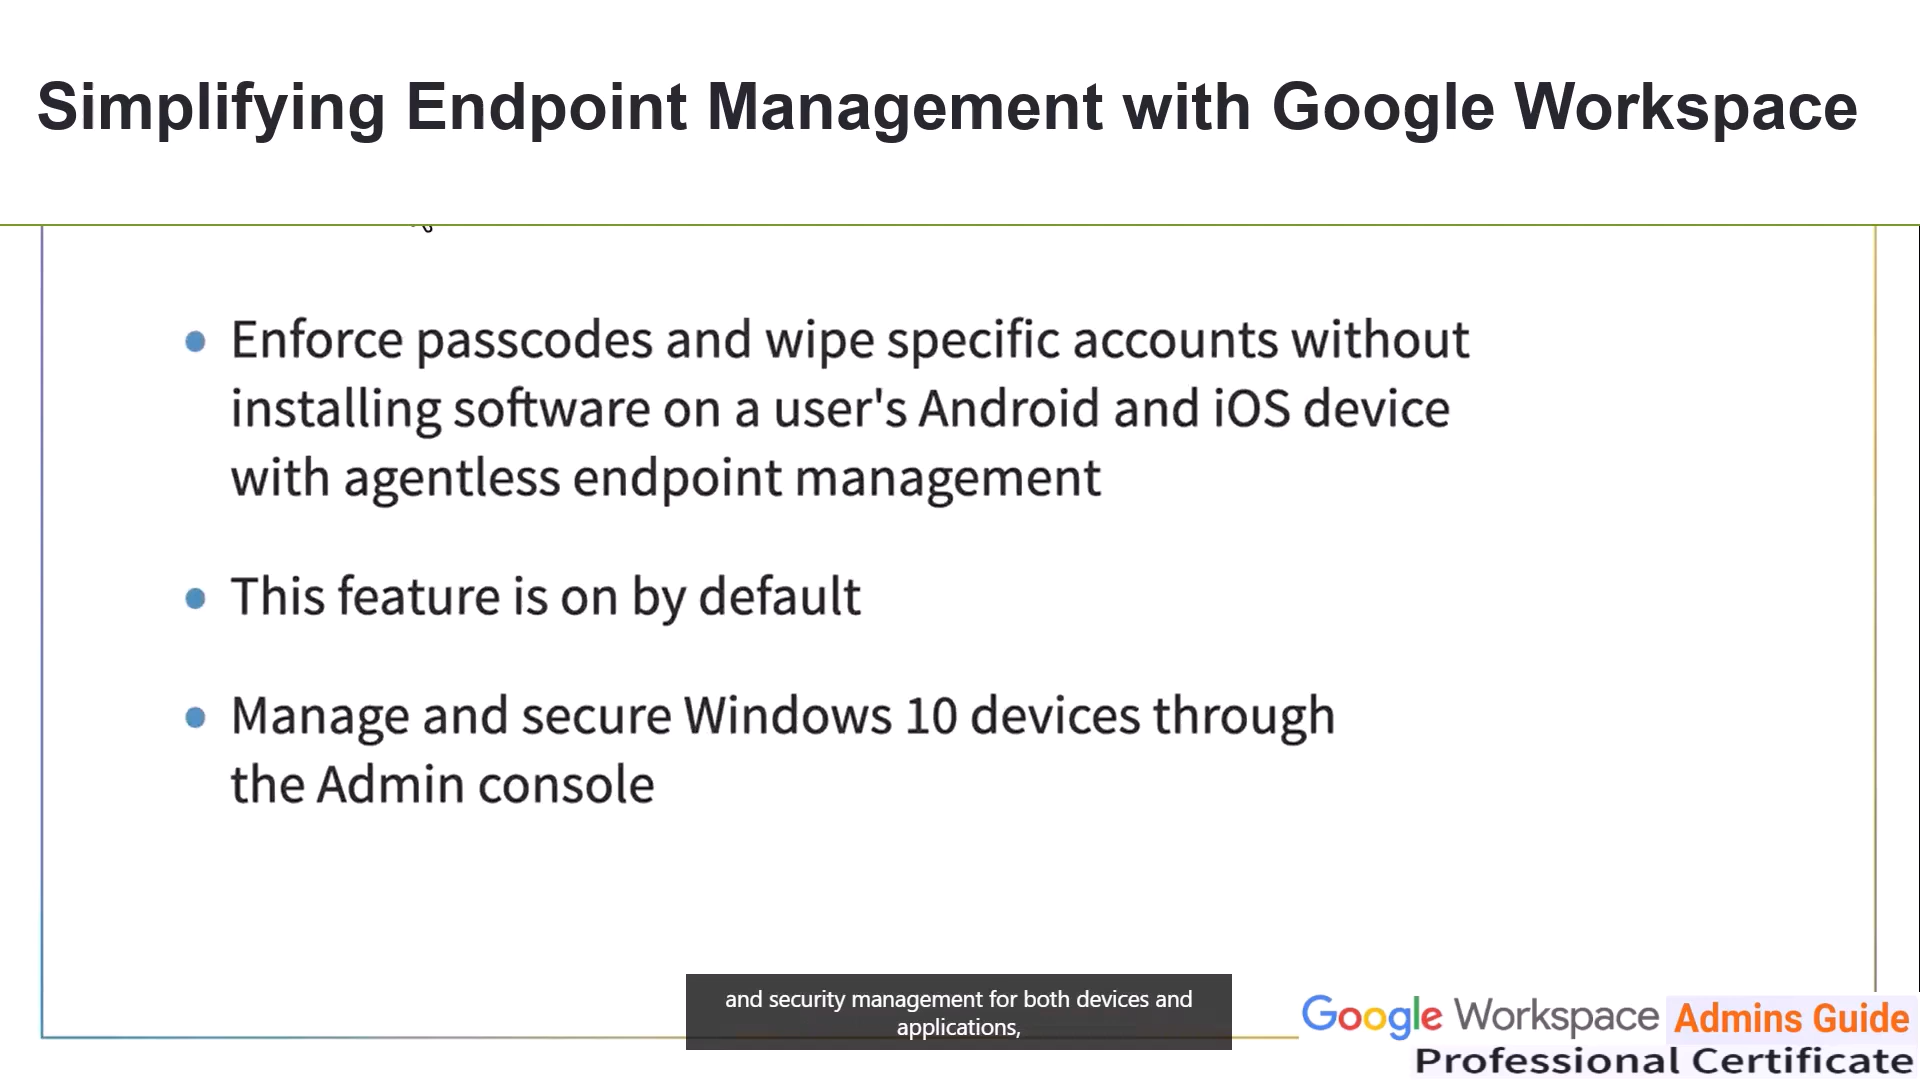 Simplifying Endpoint Management with Google Workspace
Enforce passcodes and wipe specific accounts without
installing software on a user's Android and iOS device
with agentless endpoint management
This feature is on by default
Manage and secure Windows 10 devices through
the Admin console
and security management for both devices and
applications,
Google Workspace Admins Guide
Professional Certificate